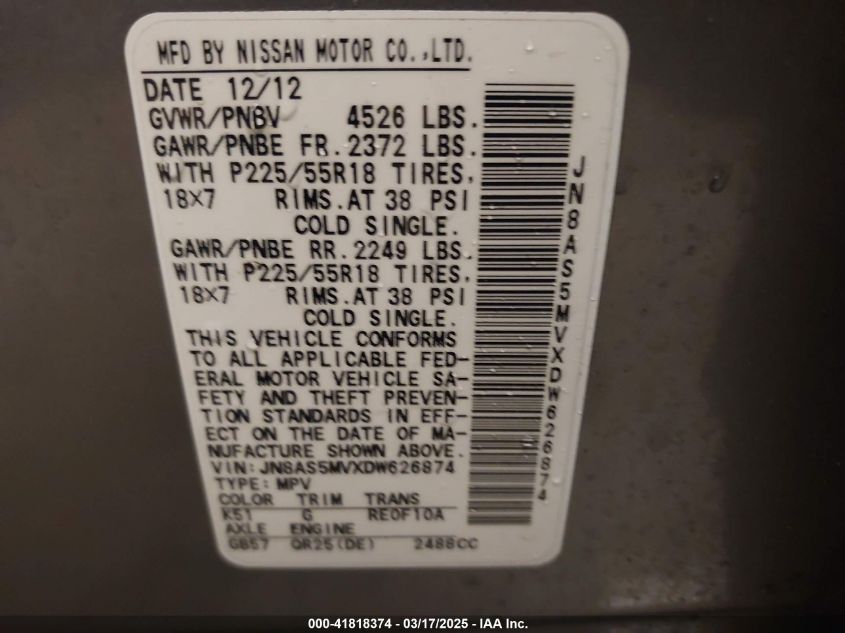 MFD BY NISSAN MOTOR CO.,LTD.
DATE 12/12
GVWR/PNBV 4526 LBS.
GAWR/PNBE FR.2372 LBS.
WITH P225/55R18 TIRES,
18×7 RIMS.AT 38 PSI
COLD SINGLE.
GAWR/PNBE RR.2249 LBS.
WITH P225/55R18 TIRES,
18×7 RIMS.AT 38 PSI
COLD SINGLE.
THIS VEHICLE CONFORMS
TO ALL APPLICABLE FED-
ERAL MOTOR VEHICLE SA-
FETY AND THEFT PREVEN-
TION STANDARDS IN EFF-
ECT ON THE DATE OF MA-
NUFACTURE SHOWN ABOVE.
VIN:JN8AS5MVXDW626874
TYPE:MPV
COLOR TRIM TRANS
K51 G RE0F10A
AXLE ENGINE
GB57 QR25(DE) 2488CC
JN8AS5MVXDW626874
000-41818374 - 03/17/2025 - IAA Inc.